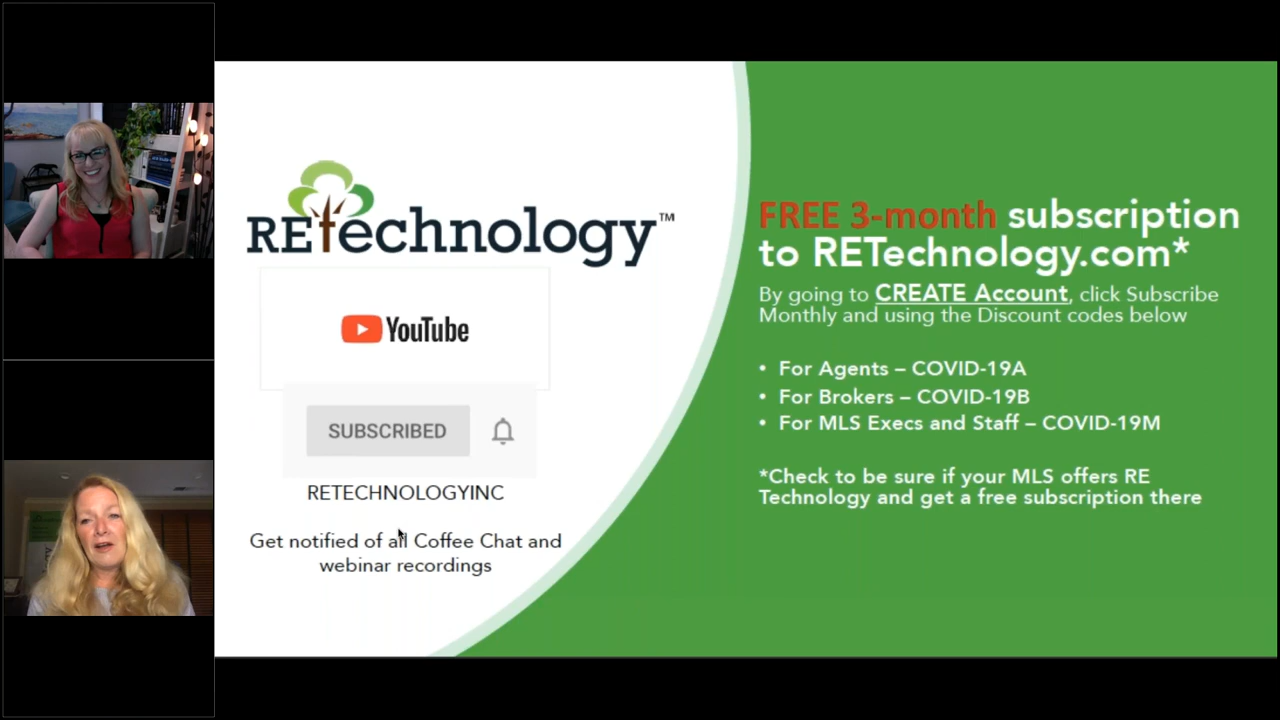 REtechnology™
YouTube
SUBSCRIBED
RETECHNOLOGYINC
Get notified of all Coffee Chat and
webinar recordings
FREE 3-month subscription
to RETechnology.com*
By going to CREATE Account, click Subscribe
Monthly and using the Discount codes below
• For Agents – COVID-19A
• For Brokers – COVID-19B
• For MLS Execs and Staff – COVID-19M
*Check to be sure if your MLS offers RE
Technology and get a free subscription there